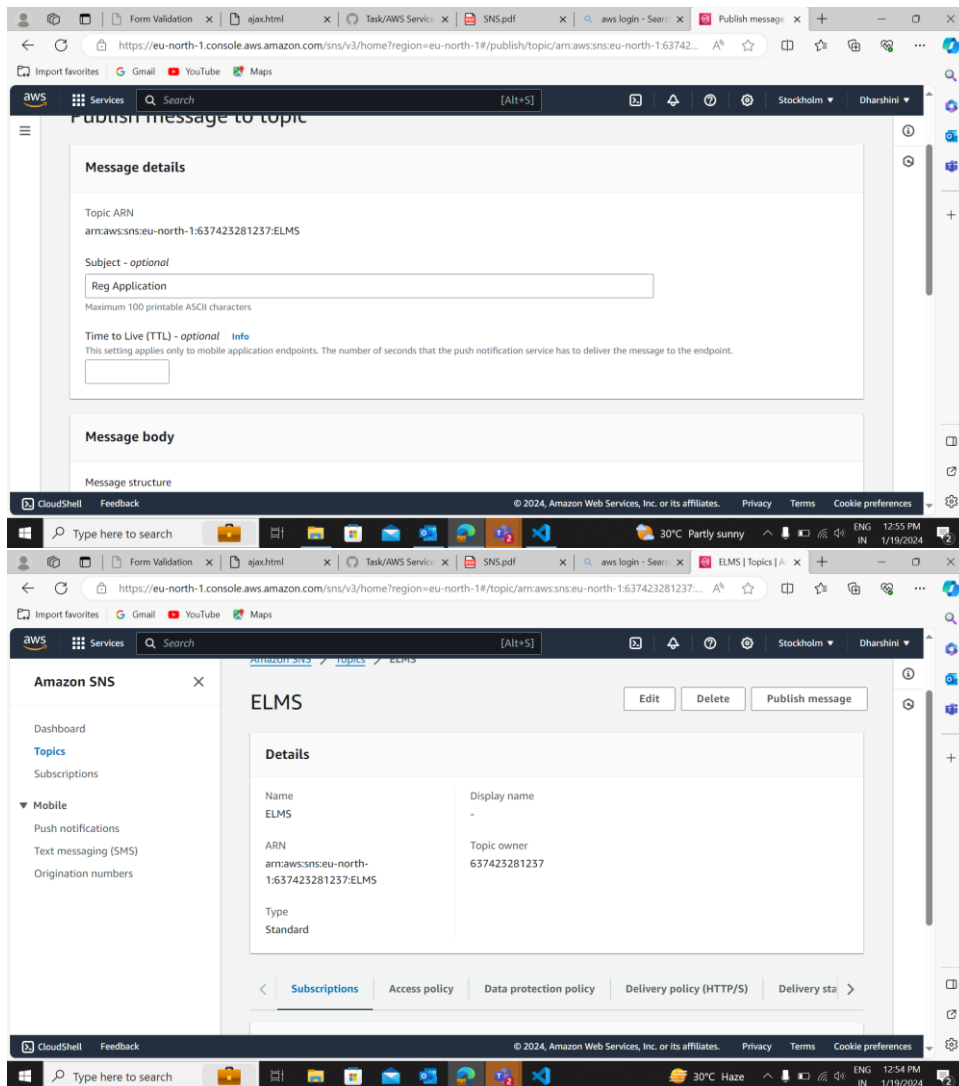 Form Validation
ajax.html
Task/AWS Service
SNS.pdf
aws login - Searc
Publish message
https://eu-north-1.console.aws.amazon.com/sns/v3/home?region=eu-north-1#/publish/topic/arn:aws:sns:eu-north-1:63742...
Import favorites
Gmail
YouTube
Maps
aws
Services
Search
[Alt+S]
Stockholm
Dharshini
Publish message to topic
Message details
Topic ARN
arn:aws:sns:eu-north-1:637423281237:ELMS
Subject - optional
Reg Application
Maximum 100 printable ASCII characters
Time to Live (TTL) - optional Info
This setting applies only to mobile application endpoints. The number of seconds that the push notification service has to deliver the message to the endpoint.
Message body
Message structure
CloudShell Feedback
© 2024, Amazon Web Services, Inc. or its affiliates. Privacy Terms Cookie preferences
Type here to search
30°C Partly sunny
ENG 12:55 PM
IN 1/19/2024
Form Validation
ajax.html
Task/AWS Service
SNS.pdf
aws login - Searc
ELMS | Topics | A
https://eu-north-1.console.aws.amazon.com/sns/v3/home?region=eu-north-1#/topic/arn:aws:sns:eu-north-1:637423281237:...
Import favorites
Gmail
YouTube
Maps
aws
Services
Search
[Alt+S]
Stockholm
Dharshini
Amazon SNS
Dashboard
Topics
Subscriptions
Mobile
Push notifications
Text messaging (SMS)
Origination numbers
Amazon SNS > Topics > ELMS
ELMS
Edit
Delete
Publish message
Details
Name
ELMS
Display name
-
ARN
arn:aws:sns:eu-north-
1:637423281237:ELMS
Topic owner
637423281237
Type
Standard
Subscriptions
Access policy
Data protection policy
Delivery policy (HTTP/S)
Delivery sta
CloudShell Feedback
© 2024, Amazon Web Services, Inc. or its affiliates. Privacy Terms Cookie preferences
Type here to search
30°C Haze
ENG 12:54 PM
IN 1/19/2024